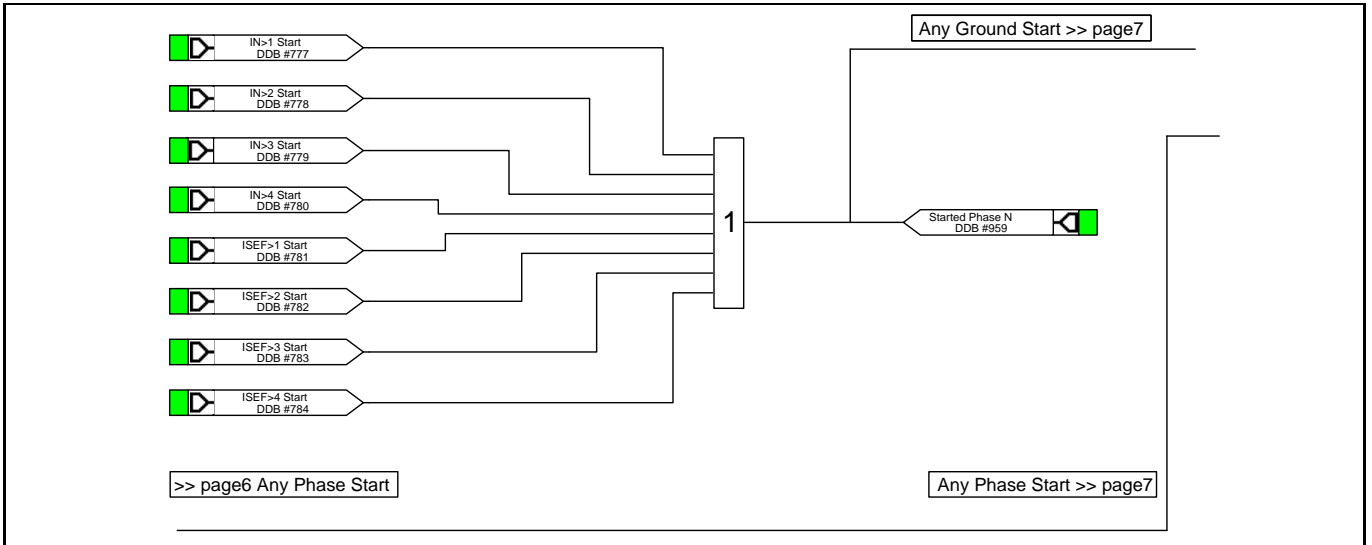 Any Ground Start >> page7
IN>1 Start
DDB #777
IN>2 Start
DDB #778
IN>3 Start
DDB #779
IN>4 Start
DDB #780
ISEF>1 Start
DDB #781
ISEF>2 Start
DDB #782
ISEF>3 Start
DDB #783
ISEF>4 Start
DDB #784
1
Started Phase N
DDB #959
>> page6 Any Phase Start
Any Phase Start >> page7